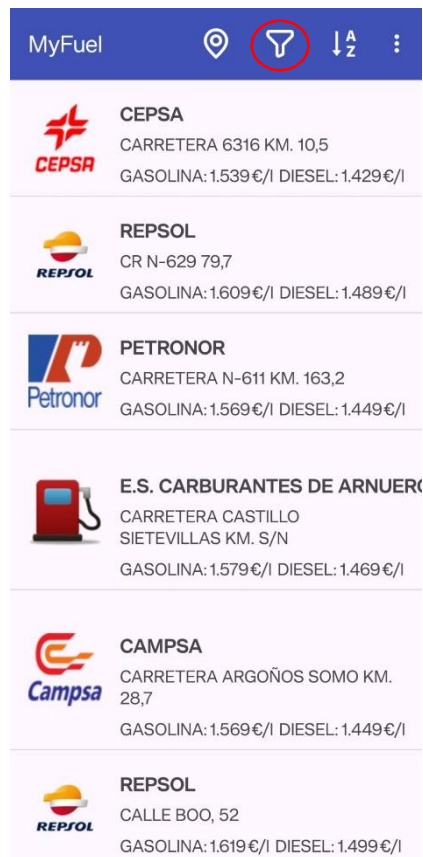 MyFuel
A
Z
CEPSA
CEPSA
CARRETERA 6316 KM. 10,5
GASOLINA: 1.539€/l DIESEL: 1.429€/l
REPSOL
REPSOL
CR N-629 79,7
GASOLINA: 1.609€/l DIESEL: 1.489€/l
Petronor
PETRONOR
CARRETERA N-611 KM. 163,2
GASOLINA: 1.569€/l DIESEL: 1.449€/l
E.S. CARBURANTES DE ARNUERO
CARRETERA CASTILLO
SIETEVILLAS KM. S/N
GASOLINA: 1.579€/l DIESEL: 1.469€/l
Campsa
CAMPSA
CARRETERA ARGOÑOS SOMO KM.
28,7
GASOLINA: 1.569€/l DIESEL: 1.449€/l
REPSOL
REPSOL
CALLE BOO, 52
GASOLINA: 1.619€/l DIESEL: 1.499€/l